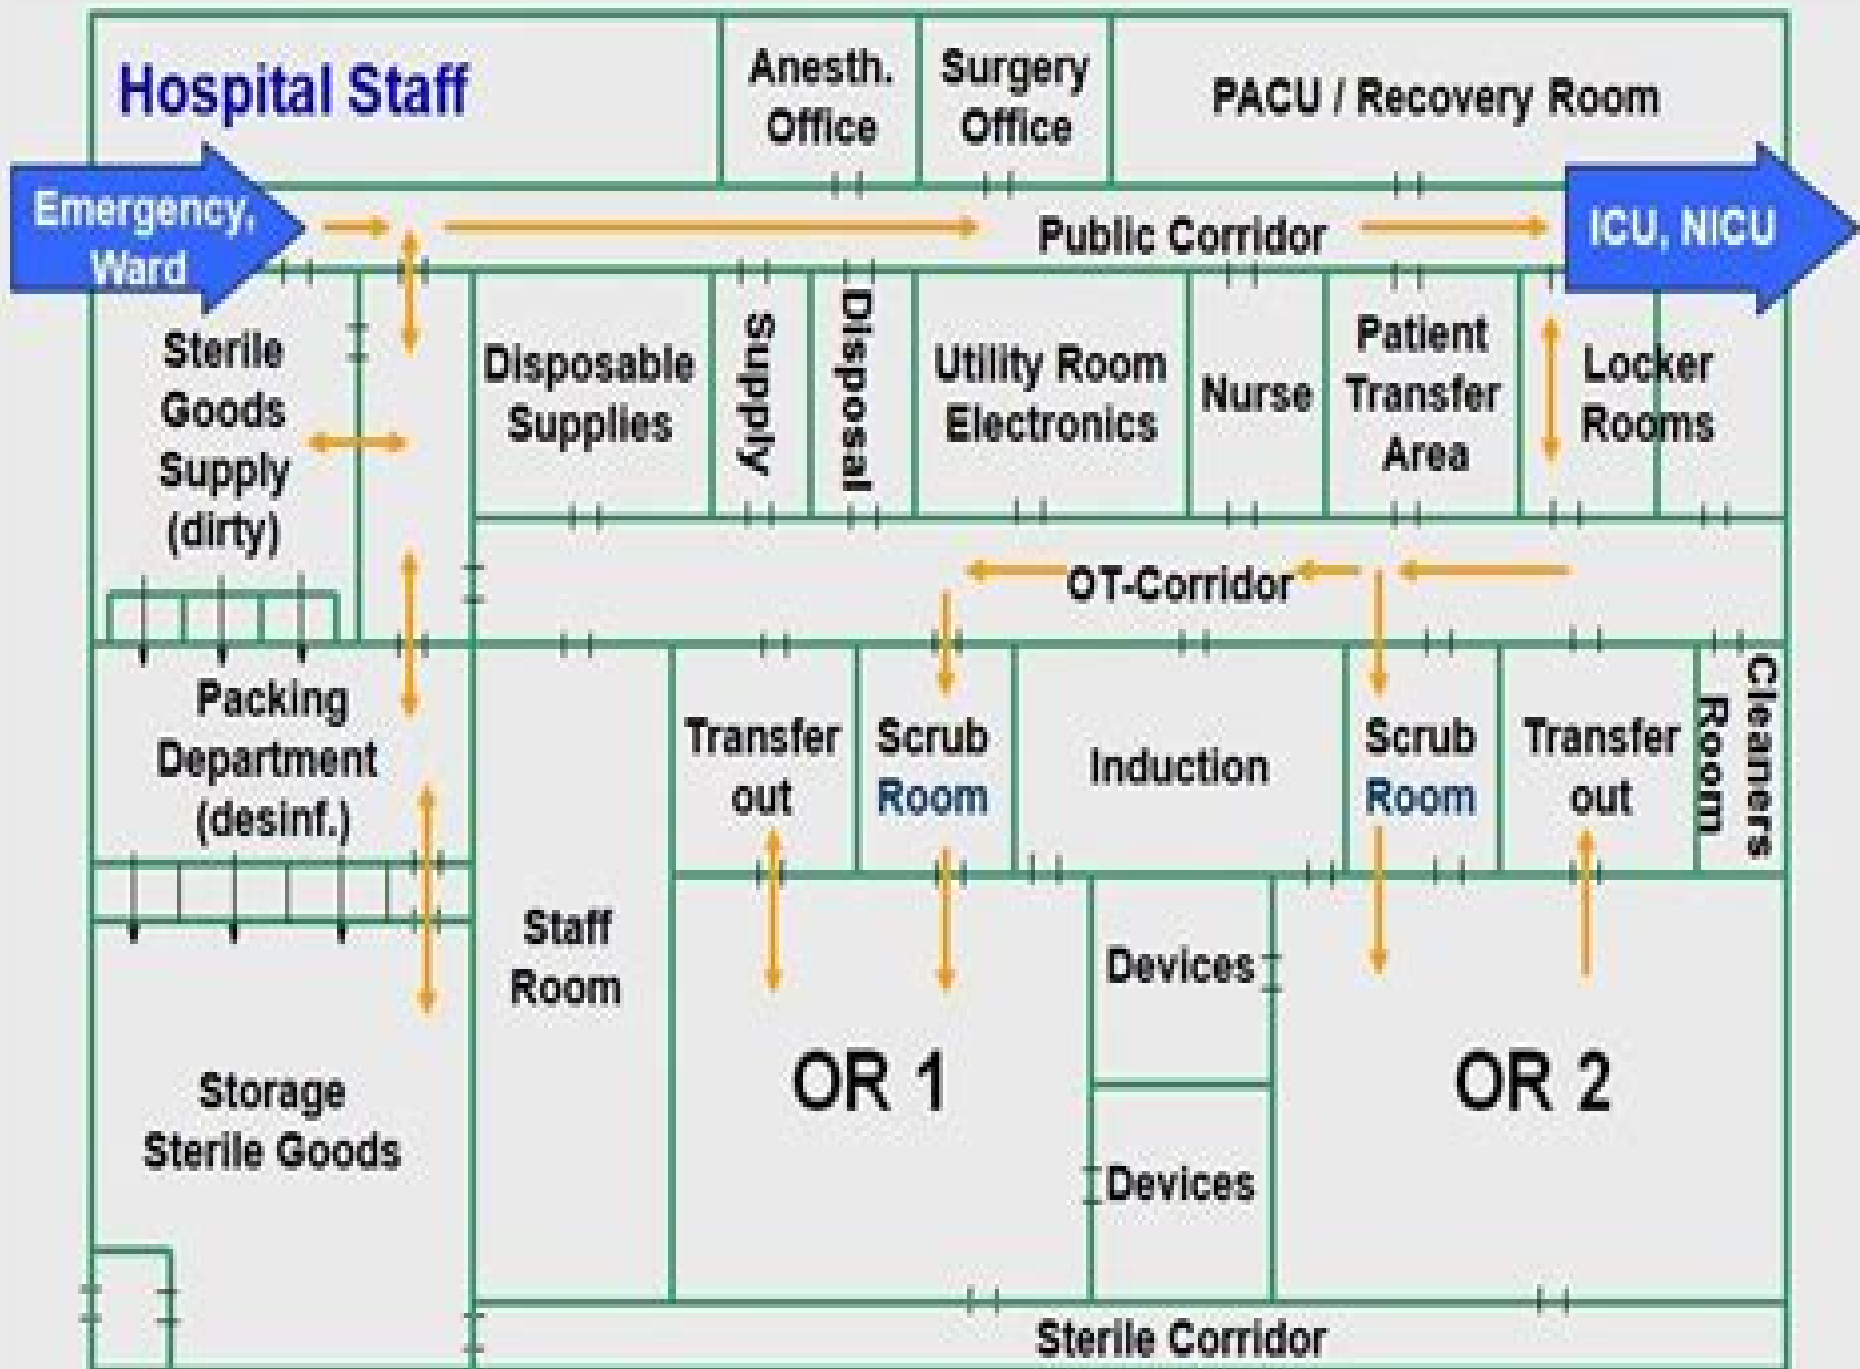 Hospital Staff
Anesth.
Office
Surgery
Office
PACU / Recovery Room
Emergency,
Ward
Public Corridor
ICU, NICU
Sterile
Goods
Supply
(dirty)
Disposable
Supplies
Supply
Disposal
Utility Room
Electronics
Nurse
Patient
Transfer
Area
Locker
Rooms
OT-Corridor
Packing
Department
(desinf.)
Transfer
out
Scrub
Room
Induction
Scrub
Room
Transfer
out
Cleaners
Room
Staff
Room
Devices
OR 1
OR 2
Storage
Sterile Goods
Devices
Sterile Corridor